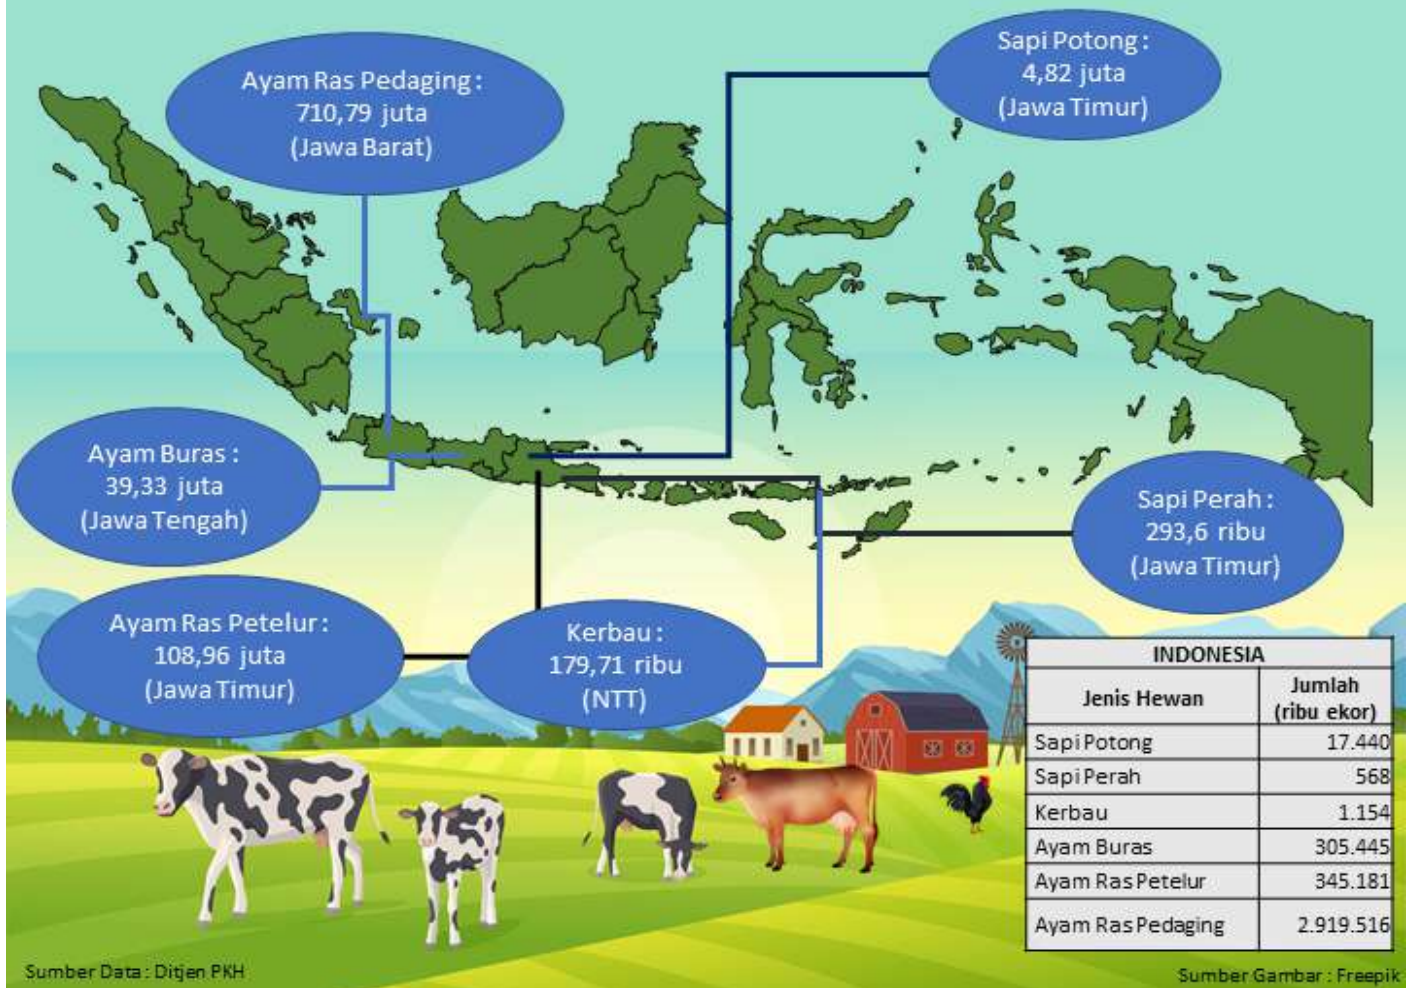 Sapi Potong :
4,82 juta
(Jawa Timur)
Ayam Ras Pedaging :
710,79 juta
(Jawa Barat)
Ayam Buras :
39,33 juta
(Jawa Tengah)
Sapi Perah :
293,6 ribu
(Jawa Timur)
Ayam Ras Petelur :
108,96 juta
(Jawa Timur)
Kerbau :
179,71 ribu
(NTT)
INDONESIA
Jenis Hewan Jumlah (ribu ekor)
Sapi Potong 17.440
Sapi Perah 568
Kerbau 1.154
Ayam Buras 305.445
Ayam Ras Petelur 345.181
Ayam Ras Pedaging 2.919.516
Sumber Data : Ditjen PKH
Sumber Gambar : Freepik